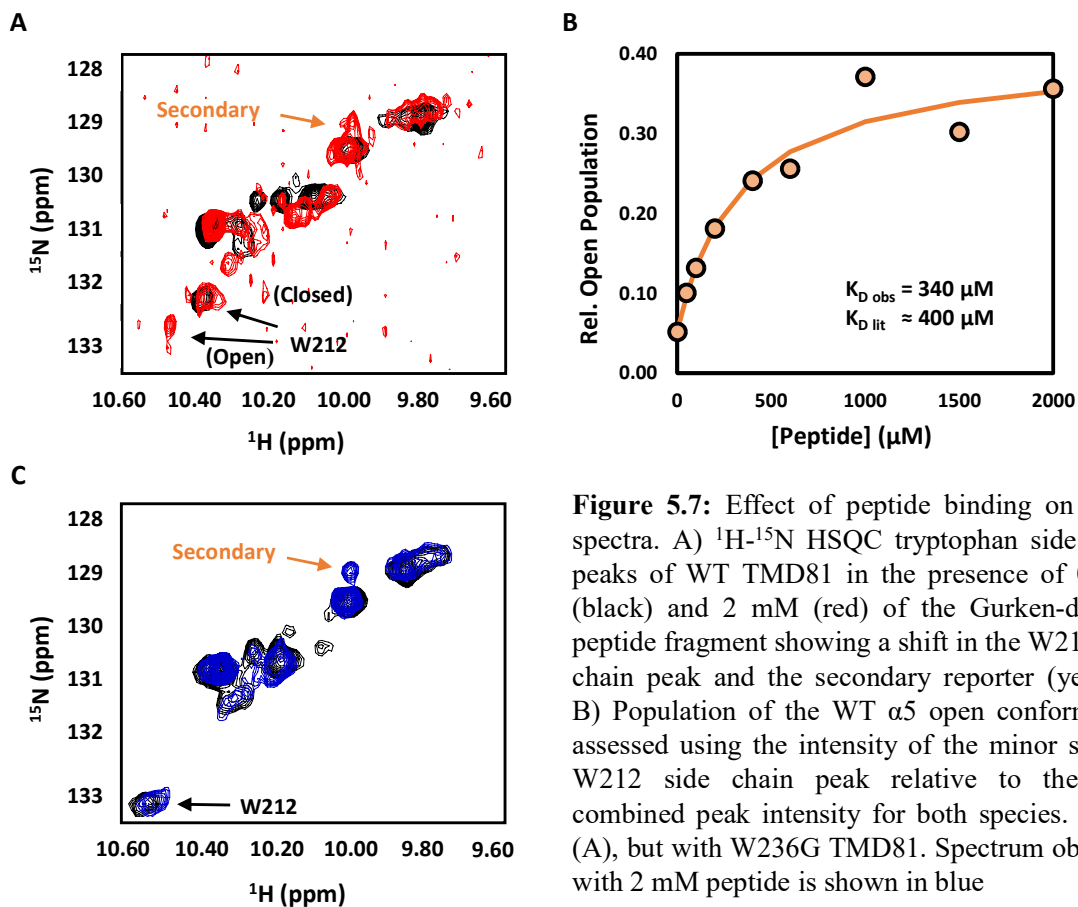 A
128
129
130
131
132
133
15N (ppm)
Secondary
(Closed)
W212
(Open)
10.60 10.40 10.20 10.00 9.80 9.60
1H (ppm)
B
0.40
0.30
0.20
0.10
0.00
Rel. Open Population
KD obs = 340 µM
KD lit ≈ 400 µM
0 500 1000 1500 2000
[Peptide] (µM)
C
128
129
130
131
132
133
15N (ppm)
Secondary
W212
10.60 10.40 10.20 10.00 9.80 9.60
1H (ppm)
Figure 5.7: Effect of peptide binding on
spectra. A) 1H-15N HSQC tryptophan side
peaks of WT TMD81 in the presence of
(black) and 2 mM (red) of the Gurken-d
peptide fragment showing a shift in the W21
chain peak and the secondary reporter (ye
B) Population of the WT α5 open conform
assessed using the intensity of the minor s
W212 side chain peak relative to the
combined peak intensity for both species.
(A), but with W236G TMD81. Spectrum ob
with 2 mM peptide is shown in blue